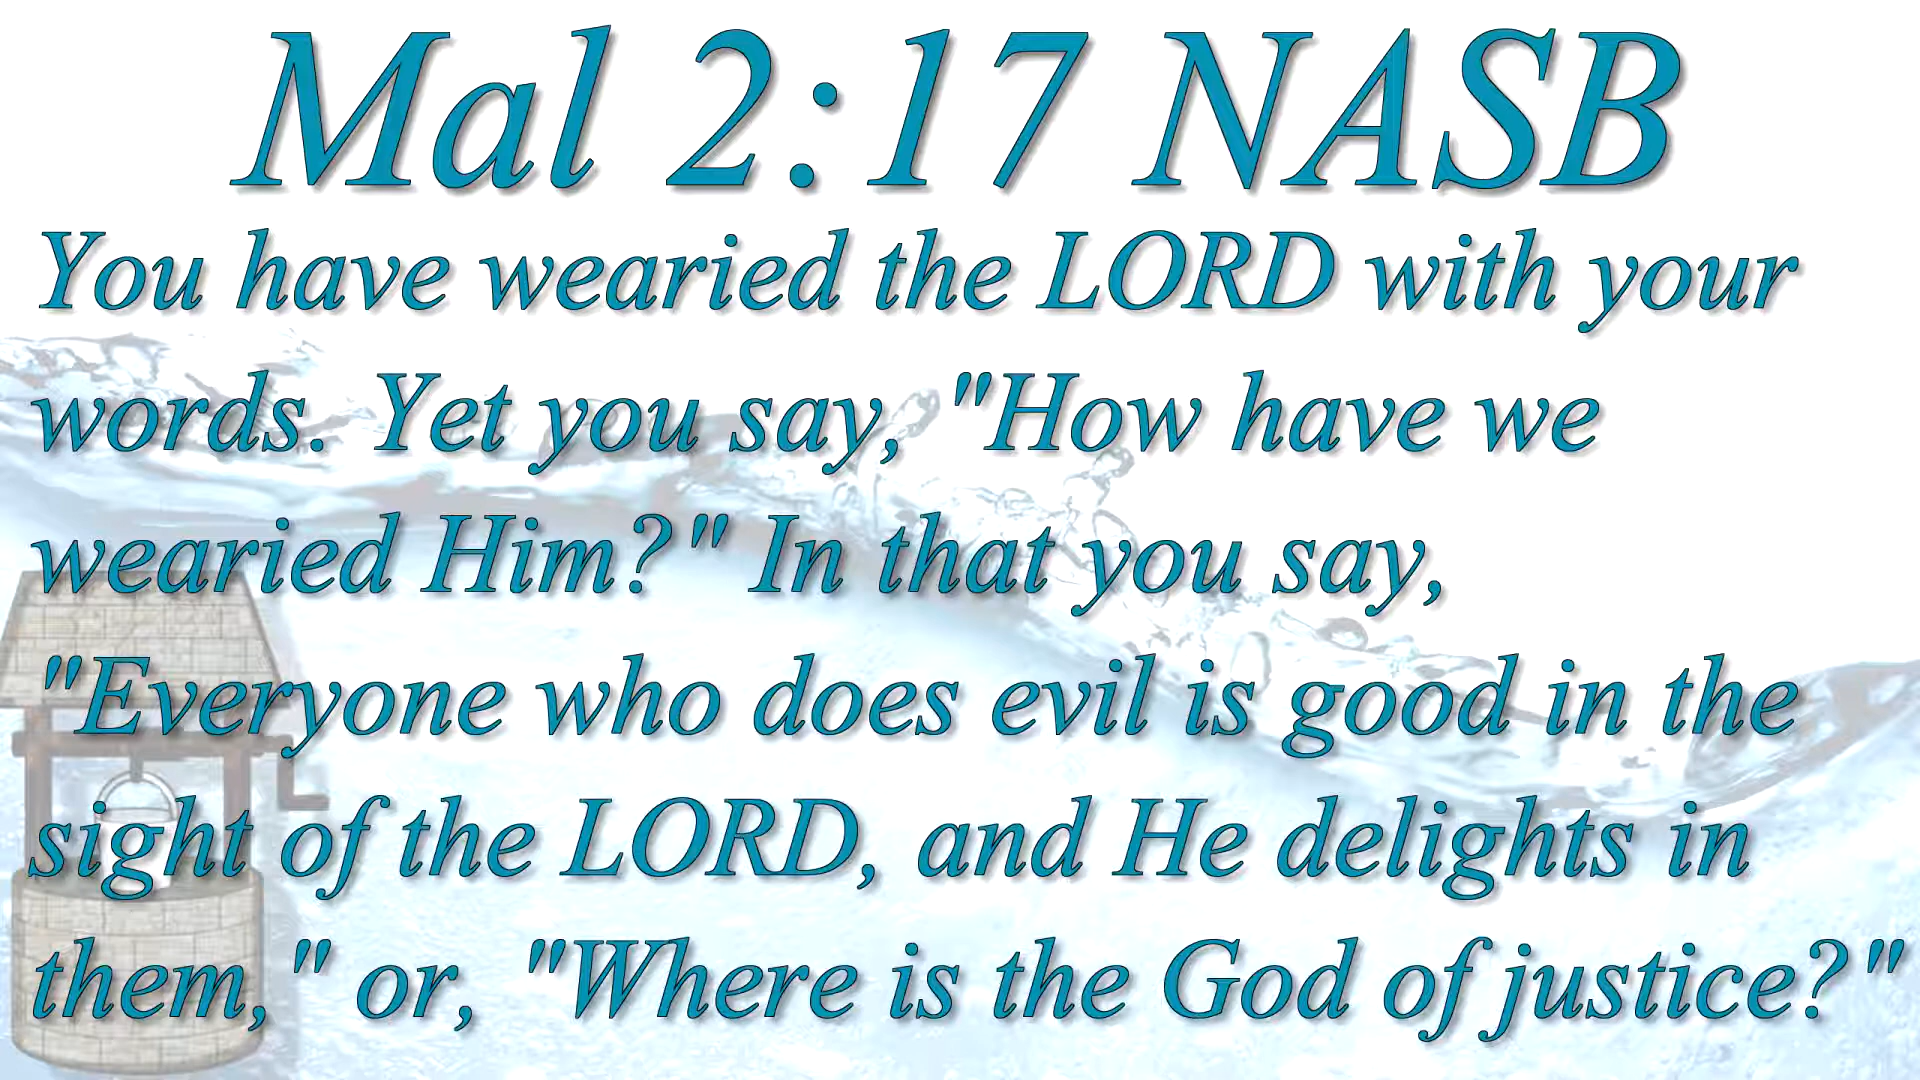 Mal 2:17 NASB
You have wearied the LORD with your
words. Yet you say, "How have we
wearied Him?" In that you say,
"Everyone who does evil is good in the
sight of the LORD, and He delights in
them," or, "Where is the God of justice?"